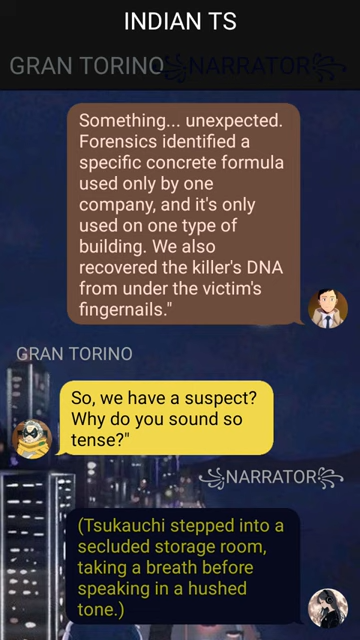 INDIAN TS
GRAN TORINO꧁NARRATOR꧂
Something... unexpected.
Forensics identified a
specific concrete formula
used only by one
company, and it's only
used on one type of
building. We also
recovered the killer's DNA
from under the victim's
fingernails."
GRAN TORINO
So, we have a suspect?
Why do you sound so
tense?"
꧁NARRATOR꧂
(Tsukauchi stepped into a
secluded storage room,
taking a breath before
speaking in a hushed
tone.)